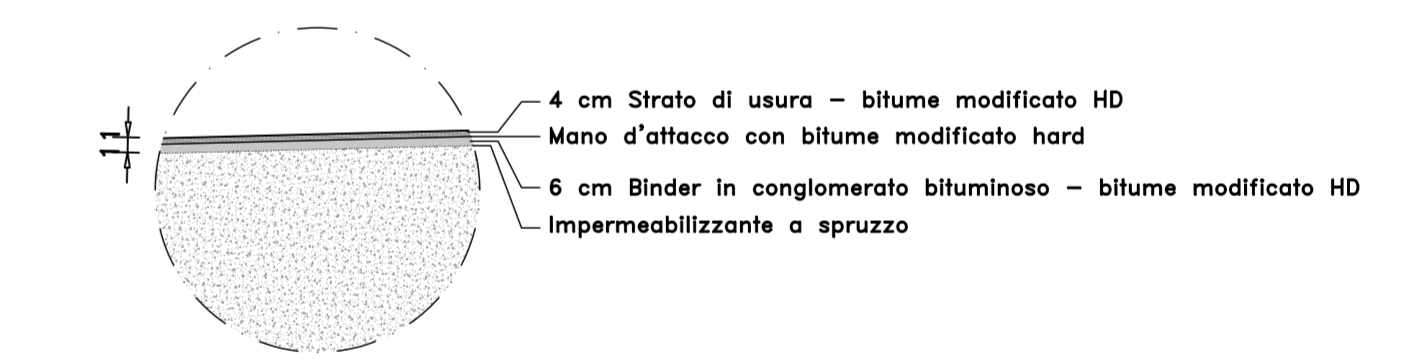 4 cm Strato di usura – bitume modificato HD
11
Mano d'attacco con bitume modificato hard
6 cm Binder in conglomerato bituminoso – bitume modificato HD
Impermeabilizzante a spruzzo